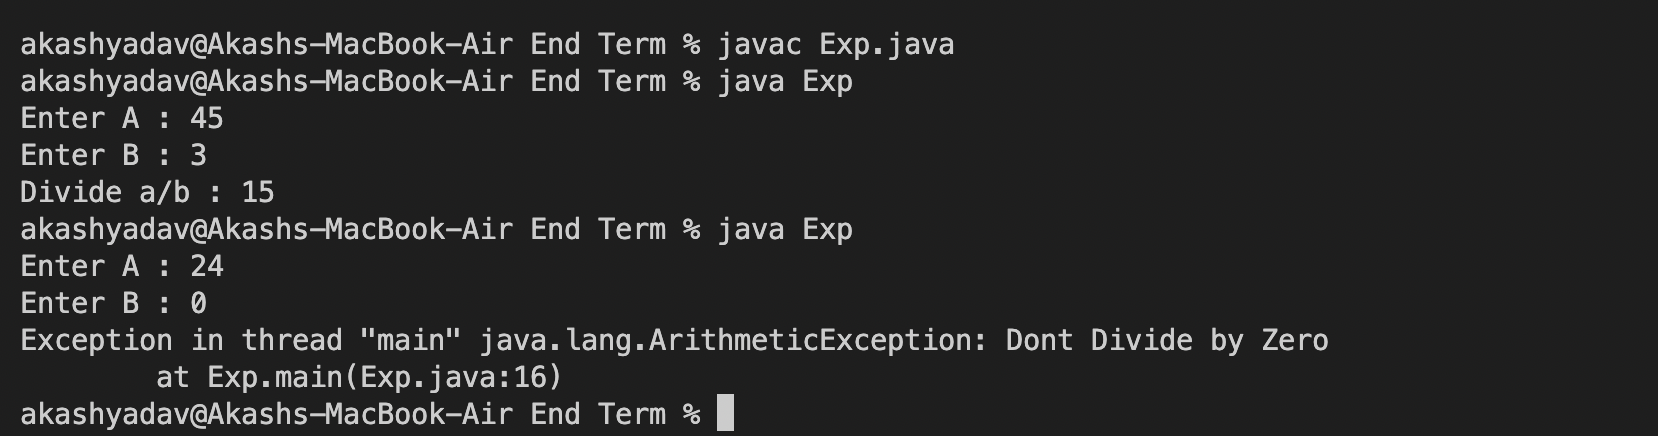 akashyadav@Akashs-MacBook-Air End Term % javac Exp.java
akashyadav@Akashs-MacBook-Air End Term % java Exp
Enter A : 45
Enter B : 3
Divide a/b : 15
akashyadav@Akashs-MacBook-Air End Term % java Exp
Enter A : 24
Enter B : 0
Exception in thread "main" java.lang.ArithmeticException: Dont Divide by Zero
        at Exp.main(Exp.java:16)
akashyadav@Akashs-MacBook-Air End Term %